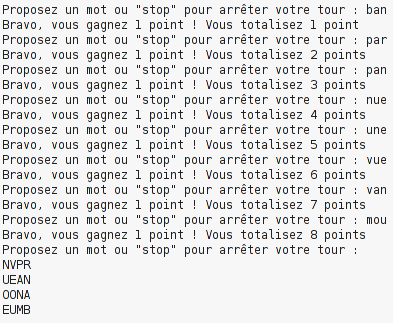 Proposez un mot ou "stop" pour arrêter votre tour : ban
Bravo, vous gagnez 1 point ! Vous totalisez 1 point
Proposez un mot ou "stop" pour arrêter votre tour : par
Bravo, vous gagnez 1 point ! Vous totalisez 2 points
Proposez un mot ou "stop" pour arrêter votre tour : pan
Bravo, vous gagnez 1 point ! Vous totalisez 3 points
Proposez un mot ou "stop" pour arrêter votre tour : nue
Bravo, vous gagnez 1 point ! Vous totalisez 4 points
Proposez un mot ou "stop" pour arrêter votre tour : une
Bravo, vous gagnez 1 point ! Vous totalisez 5 points
Proposez un mot ou "stop" pour arrêter votre tour : vue
Bravo, vous gagnez 1 point ! Vous totalisez 6 points
Proposez un mot ou "stop" pour arrêter votre tour : van
Bravo, vous gagnez 1 point ! Vous totalisez 7 points
Proposez un mot ou "stop" pour arrêter votre tour : mou
Bravo, vous gagnez 1 point ! Vous totalisez 8 points
Proposez un mot ou "stop" pour arrêter votre tour :
NVPR
UEAN
OONA
EUMB